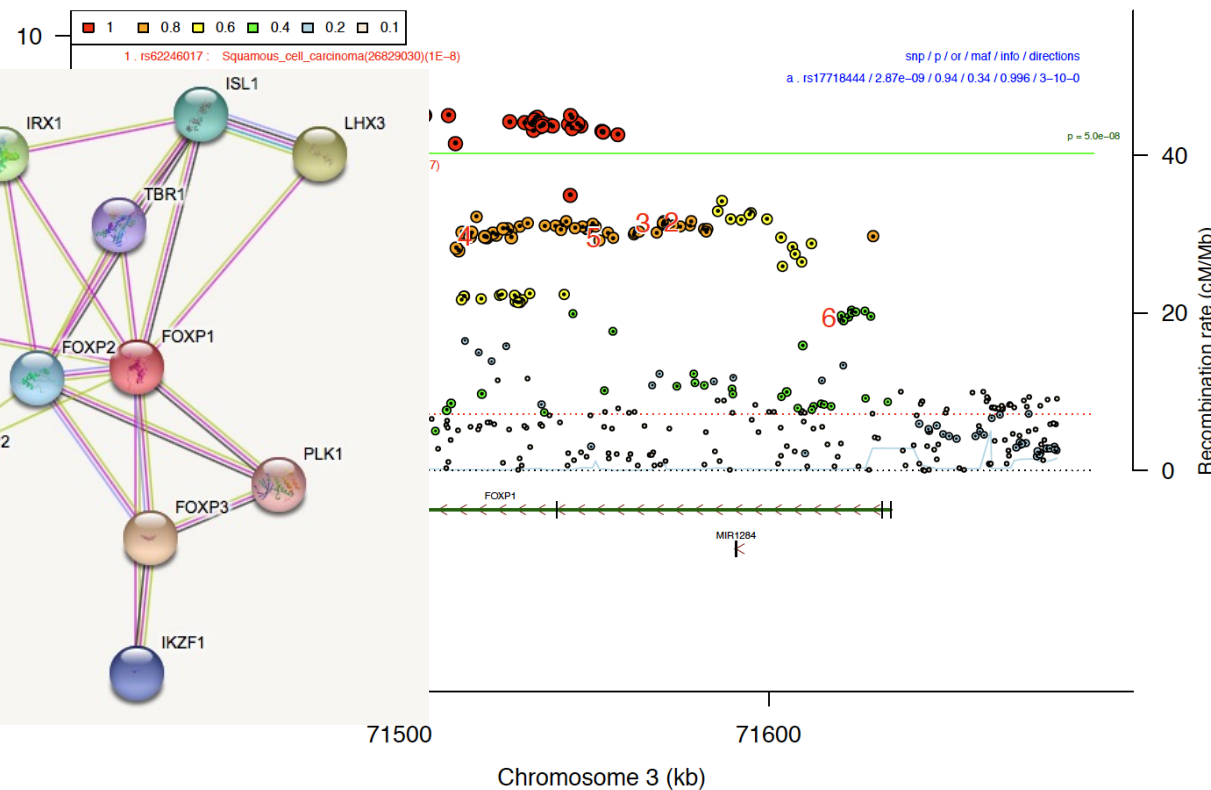 1 0.8 0.6 0.4 0.2 0.1
10
1 . rs62246017 : Squamous_cell_carcinoma(26829030)(1E−8)
snp / p / or / maf / info / directions
a . rs17718444 / 2.87e−09 / 0.94 / 0.34 / 0.996 / 3−10−0
ISL1
IRX1
LHX3
p = 5.0e−08
40
7)
TBR1
3 2
4 5
6
20
FOXP1
FOXP2
2
PLK1
0
FOXP1
FOXP3
MIR1284
IKZF1
71500 71600
Chromosome 3 (kb)
Recombination rate (cM/Mb)